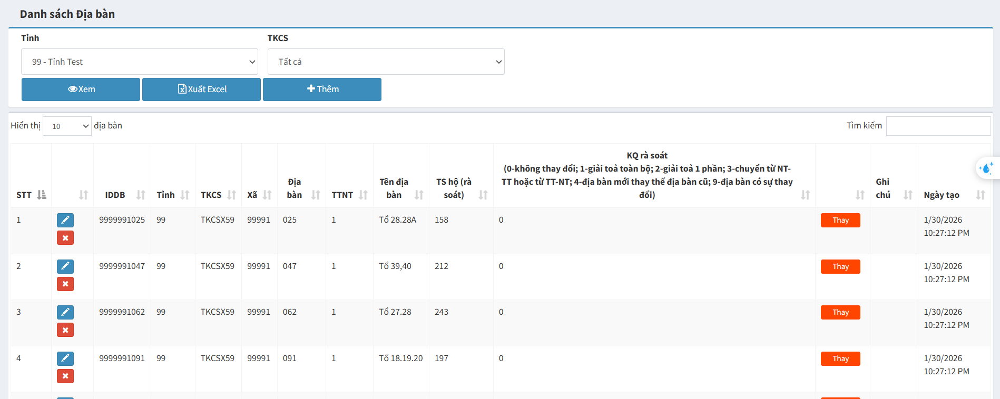 Danh sách Địa bàn
Tỉnh
TKCS
99 - Tỉnh Test
Tất cả
Xem
Xuất Excel
Thêm
Hiển thị 10 địa bàn
Tìm kiếm
KQ rà soát
(0-không thay đổi; 1-giải toả toàn bộ; 2-giải toả 1 phần; 3-chuyển từ NT-
TT hoặc từ TT-NT; 4-địa bàn mới thay thế địa bàn cũ; 9-địa bàn có sự thay
đổi)
STT IDDB Tỉnh TKCS Xã Địa bàn TTNT Tên địa bàn TS hộ (rà soát) Ghi chú Ngày tạo
1 9999991025 99 TKCSX59 99991 025 1 Tổ 28.28A 158 0 Thay 1/30/2026
10:27:12 PM
2 9999991047 99 TKCSX59 99991 047 1 Tổ 39,40 212 0 Thay 1/30/2026
10:27:12 PM
3 9999991062 99 TKCSX59 99991 062 1 Tổ 27.28 243 0 Thay 1/30/2026
10:27:12 PM
4 9999991091 99 TKCSX59 99991 091 1 Tổ 18.19.20 197 0 Thay 1/30/2026
10:27:12 PM